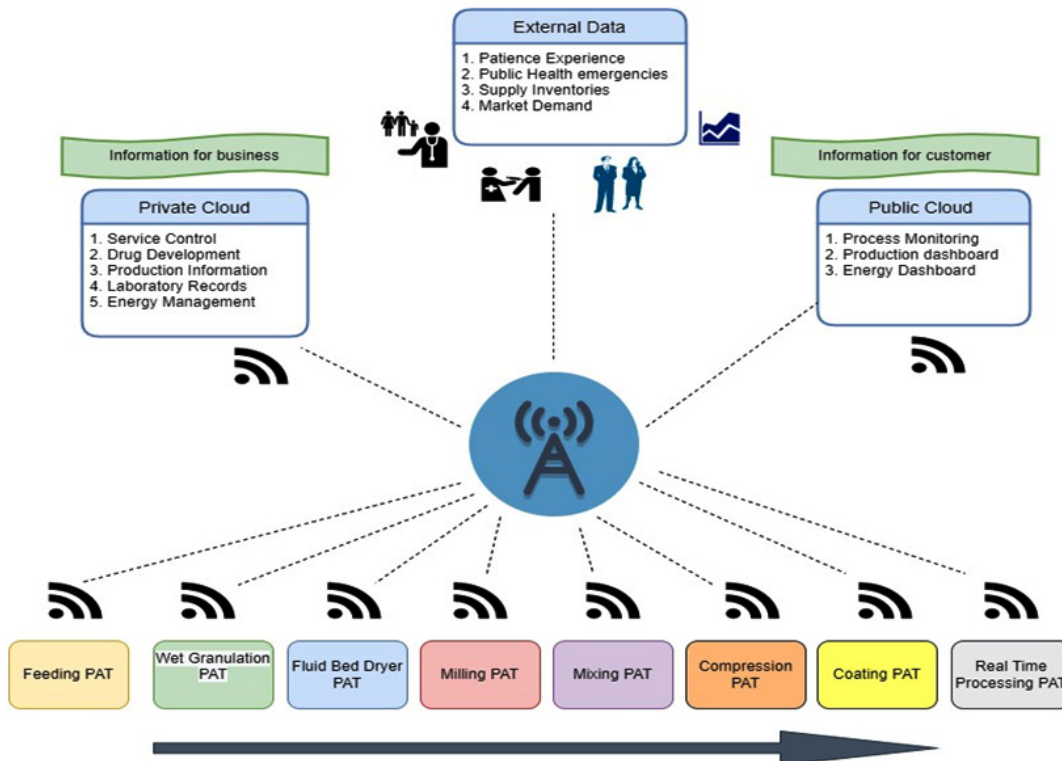 External Data
1. Patience Experience
2. Public Health emergencies
3. Supply Inventories
4. Market Demand
Information for business
Information for customer
Private Cloud
1. Service Control
2. Drug Development
3. Production Information
4. Laboratory Records
5. Energy Management
Public Cloud
1. Process Monitoring
2. Production dashboard
3. Energy Dashboard
Feeding PAT
Wet Granulation
PAT
Fluid Bed Dryer
PAT
Milling PAT
Mixing PAT
Compression
PAT
Coating PAT
Real Time
Processing PAT